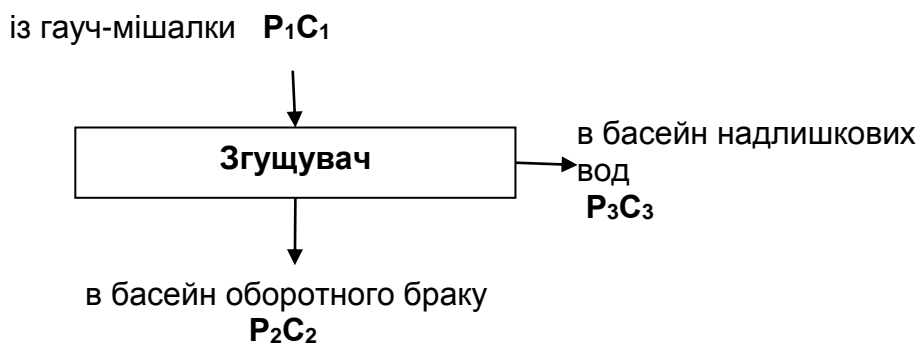 із гауч-мішалки P₁C₁
Згущувач
в басейн надлишкових
вод
P₃C₃
в басейн оборотного браку
P₂C₂